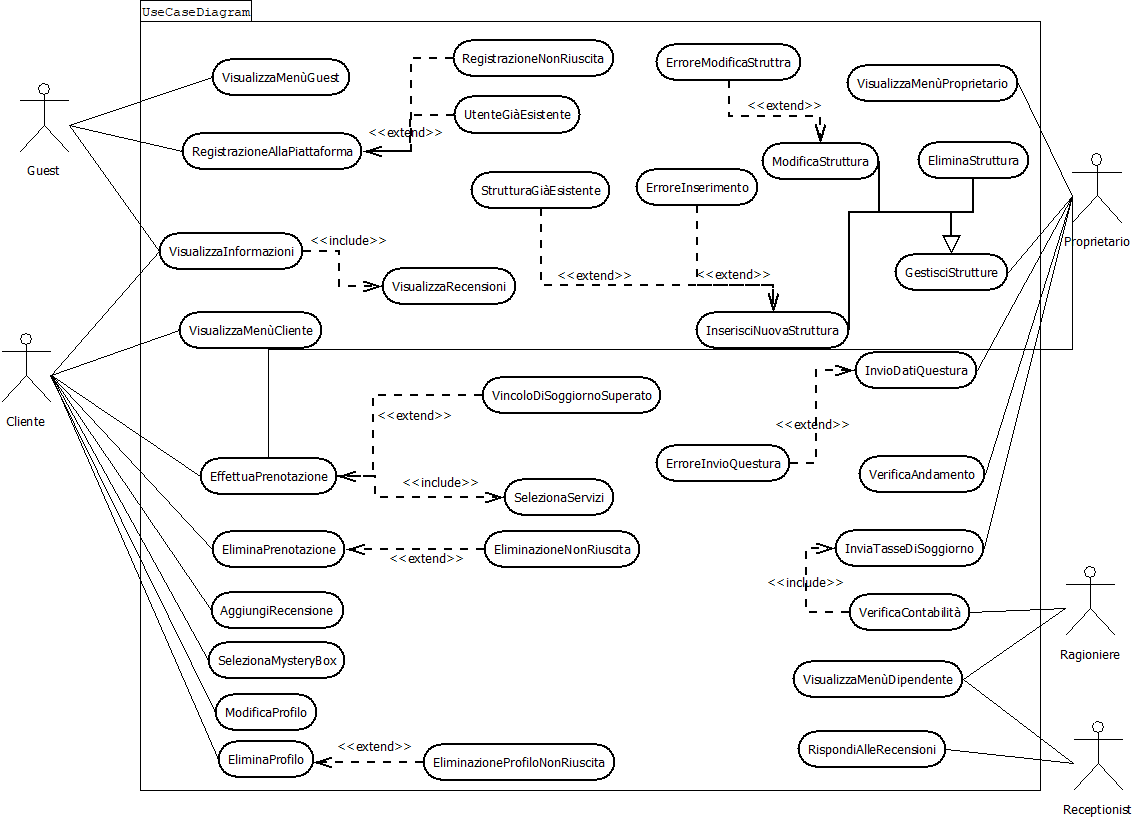 UseCaseDiagram
RegistrazioneNonRiuscita
ErroreModificaStruttra
VisualizzaMenùGuest
VisualizzaMenùProprietario
<<extend>>
UtenteGiàEsistente
<<extend>>
RegistrazioneAllaPiattaforma
ModificaStruttura
EliminaStruttura
Guest
StrutturaGiàEsistente
ErroreInserimento
Proprietario
<<include>>
VisualizzaInformazioni
<<extend>>
<<extend>>
GestisciStrutture
VisualizzaRecensioni
VisualizzaMenùCliente
InserisciNuovaStruttura
InvioDatiQuestura
VincoloDiSoggiornoSuperato
<<extend>>
Cliente
<<extend>>
ErroreInvioQuestura
EffettuaPrenotazione
<<include>>
VerificaAndamento
SelezionaServizi
EliminaPrenotazione
EliminazioneNonRiuscita
InviaTasseDiSoggiorno
<<extend>>
<<include>>
AggiungiRecensione
VerificaContabilità
Ragioniere
SelezionaMysteryBox
VisualizzaMenùDipendente
ModificaProfilo
<<extend>>
RispondiAlleRecensioni
EliminaProfilo
EliminazioneProfiloNonRiuscita
Receptionist